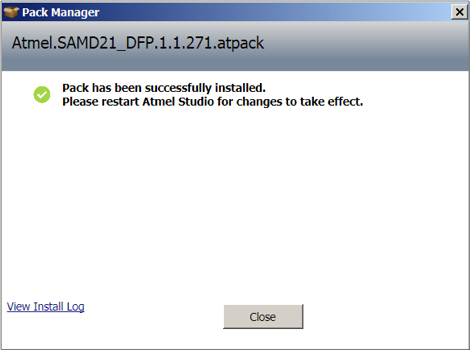 Pack Manager
Atmel.SAMD21_DFP.1.1.271.atpack
Pack has been successfully installed.
Please restart Atmel Studio for changes to take effect.
View Install Log
Close